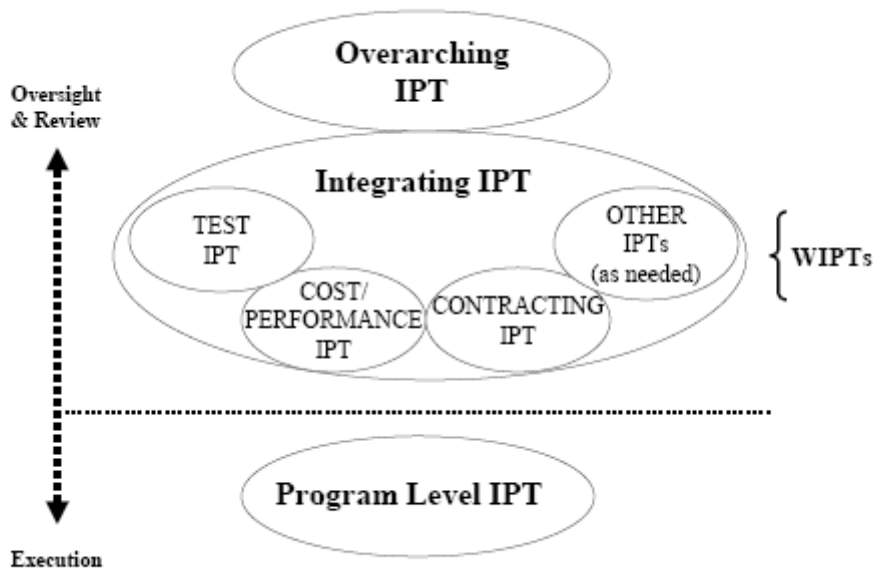 Overarching
IPT
Oversight
& Review
Integrating IPT
TEST
IPT
OTHER
IPTs
(as needed)
WIPTs
COST/
PERFORMANCE
IPT
CONTRACTING
IPT
Program Level IPT
Execution